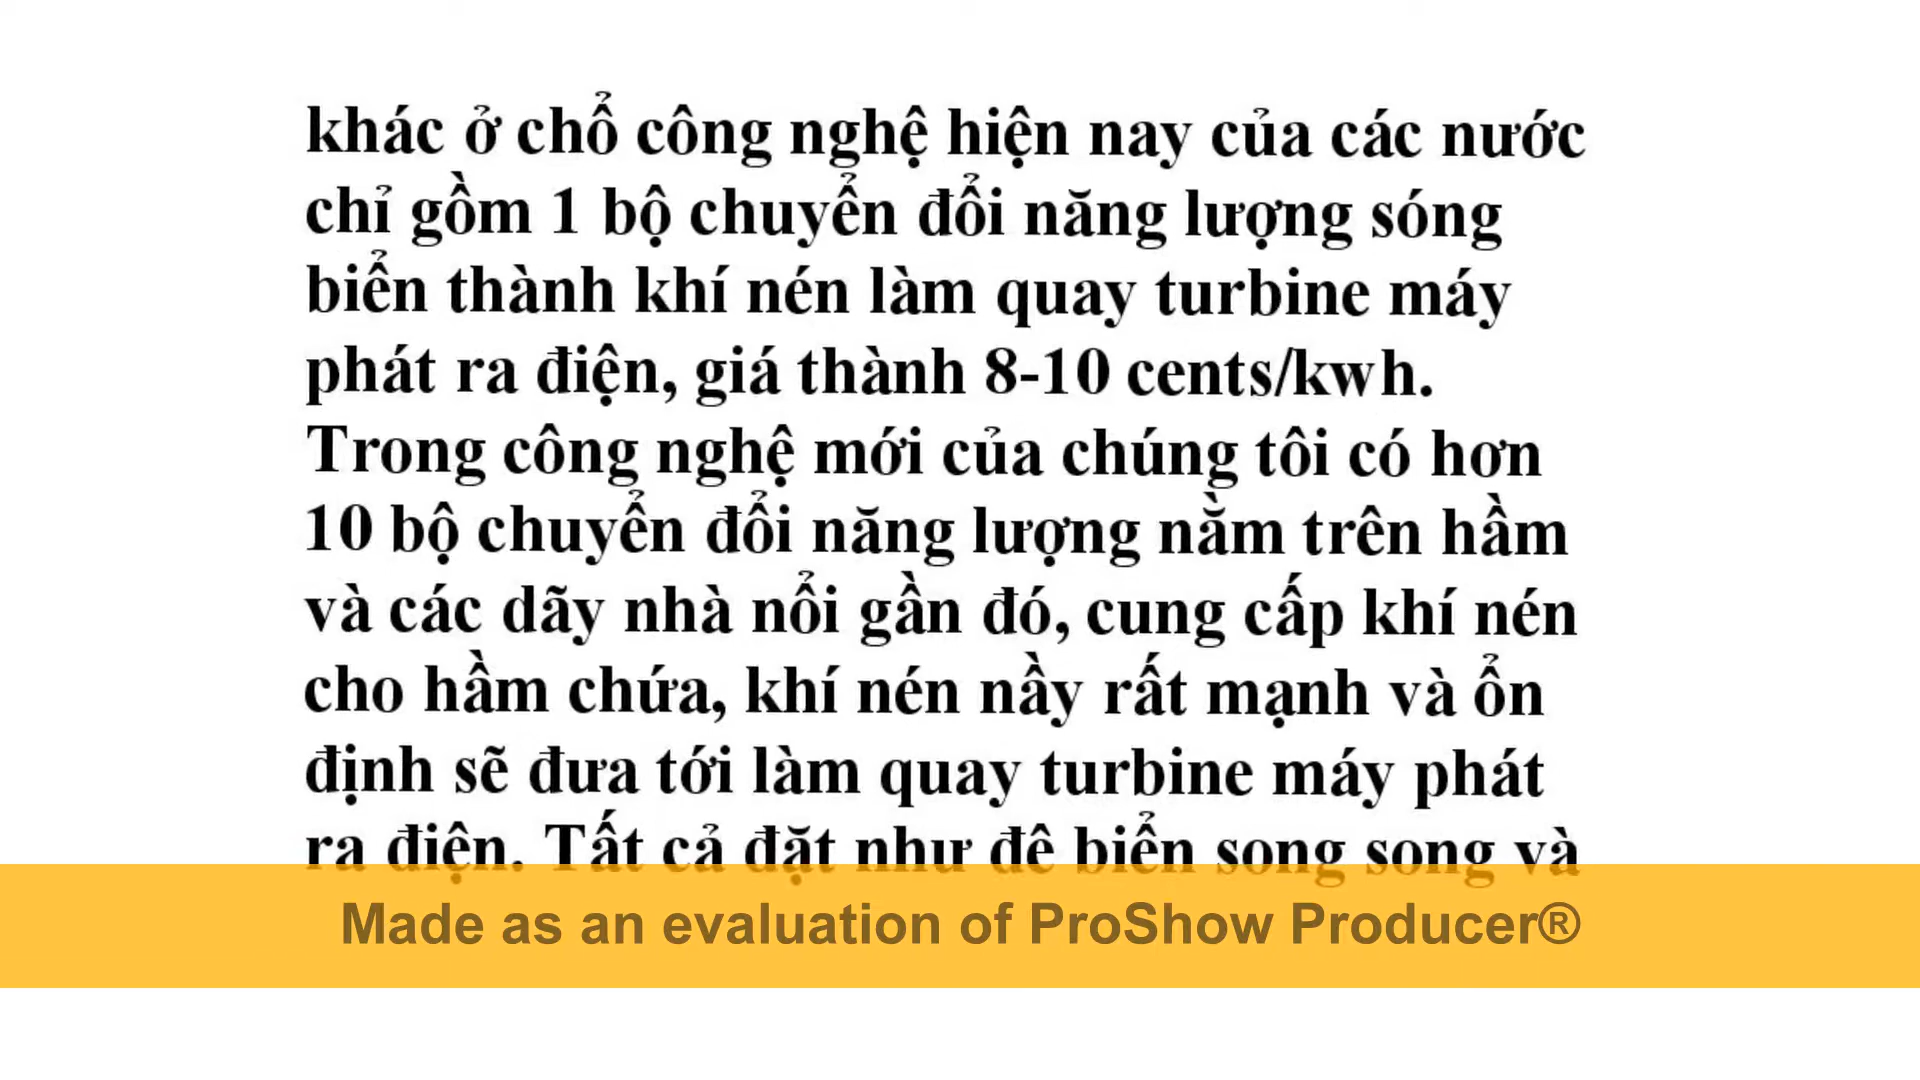 khác ở chổ công nghệ hiện nay của các nước
chỉ gồm 1 bộ chuyển đổi năng lượng sóng
biển thành khí nén làm quay turbine máy
phát ra điện, giá thành 8-10 cents/kwh.
Trong công nghệ mới của chúng tôi có hơn
10 bộ chuyển đổi năng lượng nằm trên hầm
và các dãy nhà nổi gần đó, cung cấp khí nén
cho hầm chứa, khí nén nầy rất mạnh và ổn
định sẽ đưa tới làm quay turbine máy phát
ra điện. Tất cả đặt như đê biển song song và
Made as an evaluation of ProShow Producer®